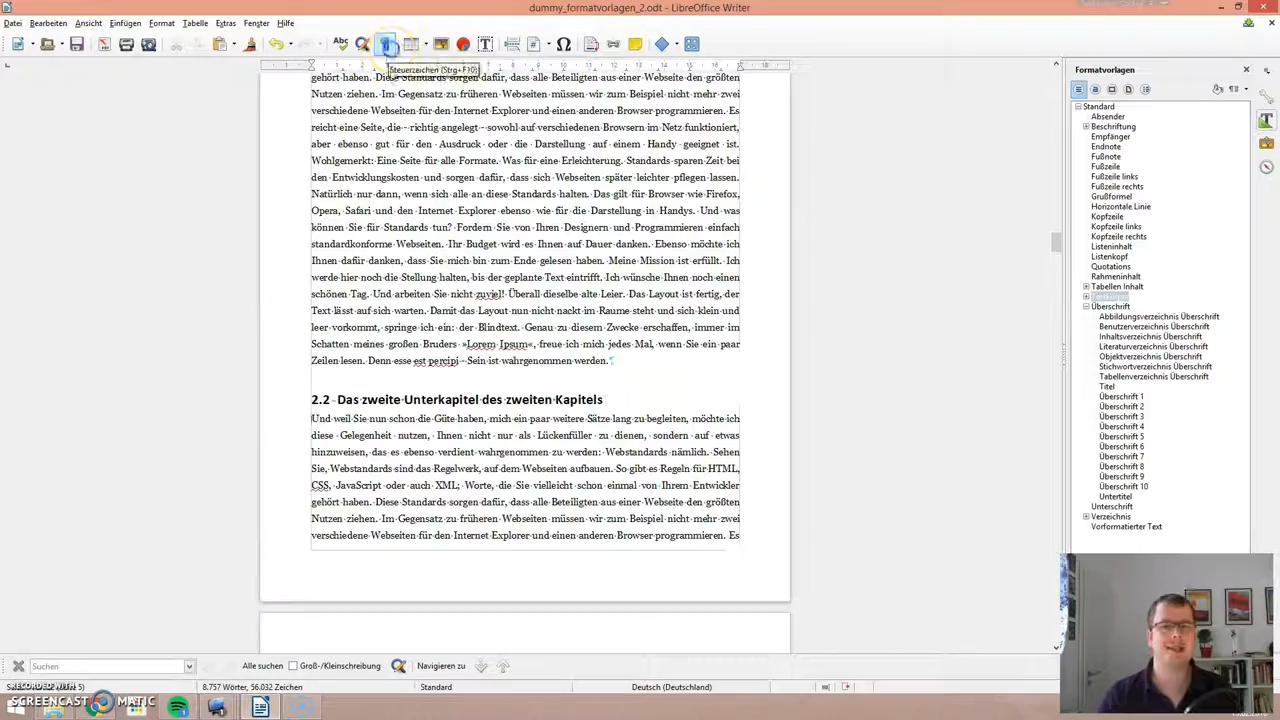 dummy_formatvorlagen_2.odt - LibreOffice Writer
Datei Bearbeiten Ansicht Einfügen Format Tabelle Extras Fenster Hilfe
Steuerzeichen (Strg+F10)
gehört haben. Diese Standards sorgen dafür, dass alle Beteiligten aus einer Webseite den größten
Nutzen ziehen. Im Gegensatz zu früheren Webseiten müssen wir zum Beispiel nicht mehr zwei
verschiedene Webseiten für den Internet Explorer und einen anderen Browser programmieren. Es
reicht eine Seite, die – richtig angelegt – sowohl auf verschiedenen Browsern im Netz funktioniert,
aber ebenso gut für den Ausdruck oder die Darstellung auf einem Handy geeignet ist.
Wohlgemerkt: Eine Seite für alle Formate. Was für eine Erleichterung. Standards sparen Zeit bei
den Entwicklungskosten und sorgen dafür, dass sich Webseiten später leichter pflegen lassen.
Natürlich nur dann, wenn sich alle an diese Standards halten. Das gilt für Browser wie Firefox,
Opera, Safari und den Internet Explorer ebenso wie für die Darstellung in Handys. Und was
können Sie für Standards tun? Fordern Sie von Ihren Designern und Programmieren einfach
standardkonforme Webseiten. Ihr Budget wird es Ihnen auf Dauer danken. Ebenso möchte ich
Ihnen dafür danken, dass Sie mich bin zum Ende gelesen haben. Meine Mission ist erfüllt. Ich
werde hier noch die Stellung halten, bis der geplante Text eintrifft. Ich wünsche Ihnen noch einen
schönen Tag. Und arbeiten Sie nicht zuviel! Überall dieselbe alte Leier. Das Layout ist fertig, der
Text lässt auf sich warten. Damit das Layout nun nicht nackt im Raume steht und sich klein und
leer vorkommt, springe ich ein: der Blindtext. Genau zu diesem Zwecke erschaffen, immer im
Schatten meines großen Bruders »Lorem Ipsum«, freue ich mich jedes Mal, wenn Sie ein paar
Zeilen lesen. Denn esse est percipi – Sein ist wahrgenommen werden.¶
2.2 Das zweite Unterkapitel des zweiten Kapitels
Und weil Sie nun schon die Güte haben, mich ein paar weitere Sätze lang zu begleiten, möchte ich
diese Gelegenheit nutzen, Ihnen nicht nur als Lückenfüller zu dienen, sondern auf etwas
hinzuweisen, das es ebenso verdient wahrgenommen zu werden: Webstandards nämlich. Sehen
Sie, Webstandards sind das Regelwerk, auf dem Webseiten aufbauen. So gibt es Regeln für HTML,
CSS, JavaScript oder auch XML; Worte, die Sie vielleicht schon einmal von Ihrem Entwickler
gehört haben. Diese Standards sorgen dafür, dass alle Beteiligten aus einer Webseite den größten
Nutzen ziehen. Im Gegensatz zu früheren Webseiten müssen wir zum Beispiel nicht mehr zwei
verschiedene Webseiten für den Internet Explorer und einen anderen Browser programmieren. Es
Formatvorlagen
Standard
Absender
Beschriftung
Empfänger
Endnote
Fußnote
Fußzeile
Fußzeile links
Fußzeile rechts
Grußformel
Horizontale Linie
Kopfzeile
Kopfzeile links
Kopfzeile rechts
Listeninhalt
Listenkopf
Quotations
Rahmeninhalt
Tabellen Inhalt
Überschrift
Abbildungsverzeichnis Überschrift
Benutzerverzeichnis Überschrift
Inhaltsverzeichnis Überschrift
Literaturverzeichnis Überschrift
Objektverzeichnis Überschrift
Stichwortverzeichnis Überschrift
Tabellenverzeichnis Überschrift
Titel
Überschrift 1
Überschrift 2
Überschrift 3
Überschrift 4
Überschrift 5
Überschrift 6
Überschrift 7
Überschrift 8
Überschrift 9
Überschrift 10
Untertitel
Unterschrift
Verzeichnis
Vorformatierter Text
Suchen Alle suchen Groß-/Kleinschreibung Navigieren zu
8.757 Wörter, 56.032 Zeichen Standard Deutsch (Deutschland)
RECORDED WITH
SCREENCAST MATIC